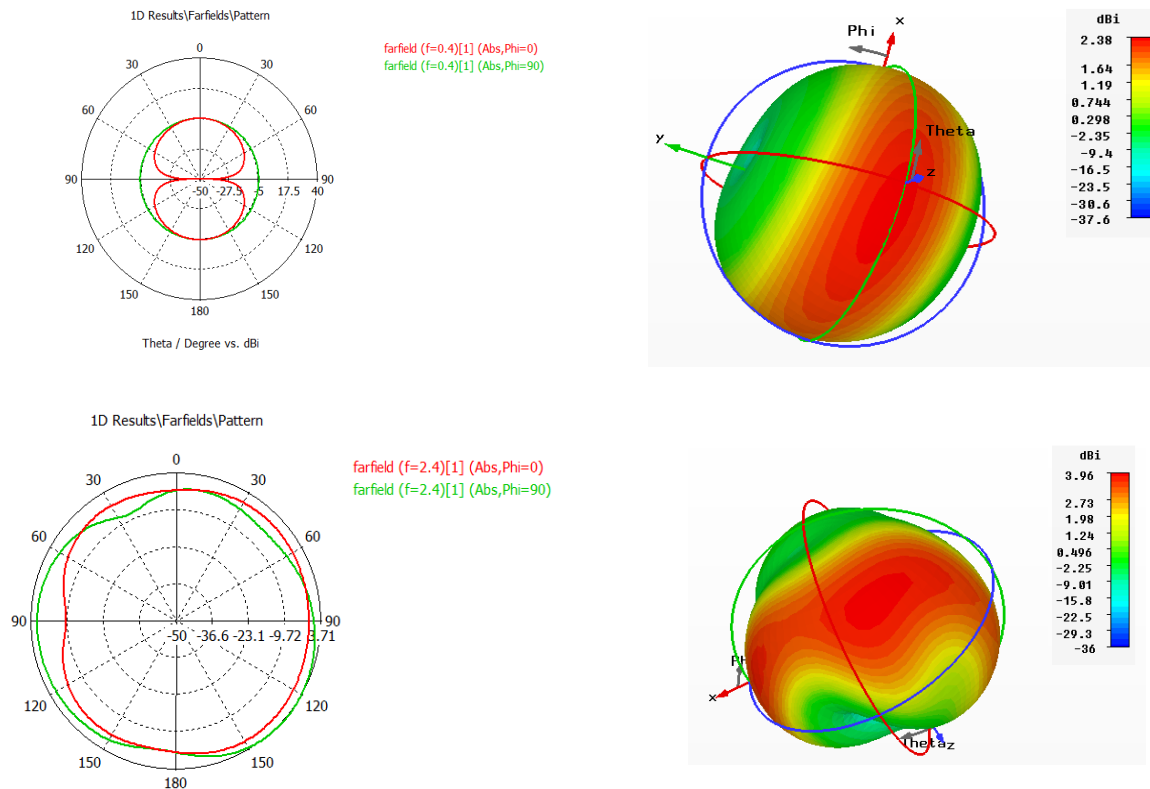 1D Results\Farfields\Pattern
farfield (f=0.4)[1] (Abs,Phi=0)
farfield (f=0.4)[1] (Abs,Phi=90)
0
30 30
60 60
90 90
-50 -27.5 -5 17.5 40
120 120
150 150
180
Theta / Degree vs. dBi
Phi
x
y
Theta
z
dBi
2.38
1.64
1.19
0.744
0.298
-2.35
-9.4
-16.5
-23.5
-30.6
-37.6
1D Results\Farfields\Pattern
farfield (f=2.4)[1] (Abs,Phi=0)
farfield (f=2.4)[1] (Abs,Phi=90)
0
30 30
60 60
90 90
-50 -36.6 -23.1 -9.72 3.71
120 120
150 150
180
x
Theta
z
dBi
3.96
2.73
1.98
1.24
0.496
-2.25
-9.01
-15.8
-22.5
-29.3
-36